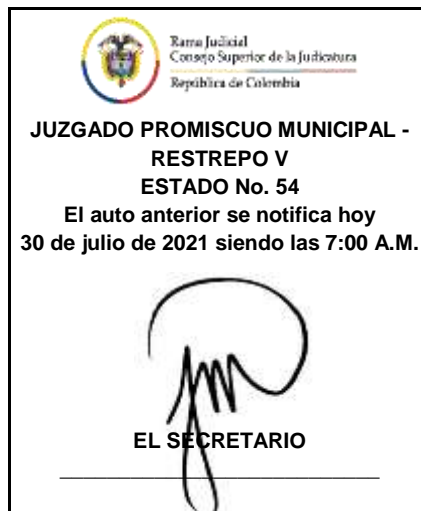 Rama Judicial
Consejo Superior de la Judicatura
República de Colombia
JUZGADO PROMISCUO MUNICIPAL -
RESTREPO V
ESTADO No. 54
El auto anterior se notifica hoy
30 de julio de 2021 siendo las 7:00 A.M.
EL SECRETARIO